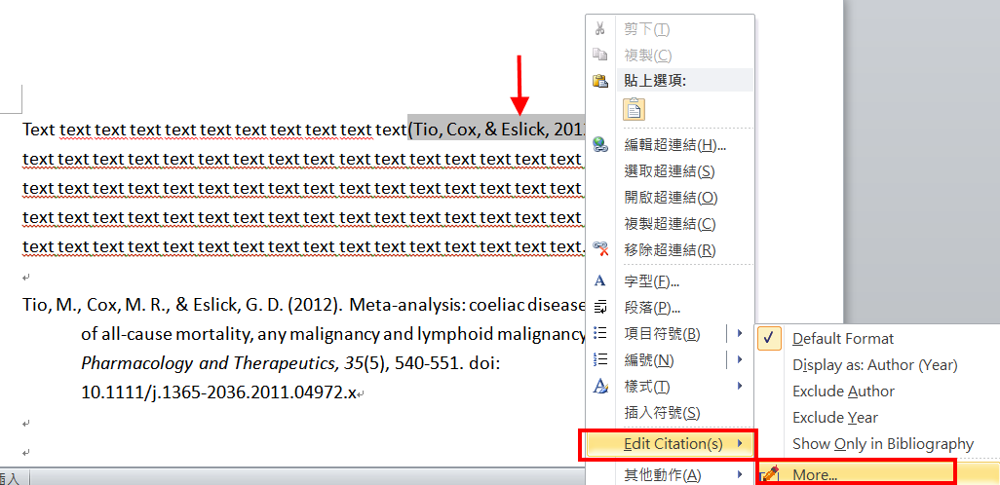 Text text text text text text text text text text text(Tio, Cox, & Eslick, 2012
text text text text text text text text text text text text text text text text
text text text text text text text text text text text text text text text text
text text text text text text text text text text text text text text text text
text text text text text text text text text text text text text text text text.
Tio, M., Cox, M. R., & Eslick, G. D. (2012). Meta-analysis: coeliac disease
of all-cause mortality, any malignancy and lymphoid malignancy
Pharmacology and Therapeutics, 35(5), 540-551. doi:
10.1111/j.1365-2036.2011.04972.x
插入
剪下(T)
複製(C)
貼上選項:
編輯超連結(H)...
選取超連結(S)
開啟超連結(O)
複製超連結(C)
移除超連結(R)
字型(F)...
段落(P)...
項目符號(B)
編號(N)
樣式(T)
插入符號(S)
Edit Citation(s)
其他動作(A)
Default Format
Display as: Author (Year)
Exclude Author
Exclude Year
Show Only in Bibliography
More...